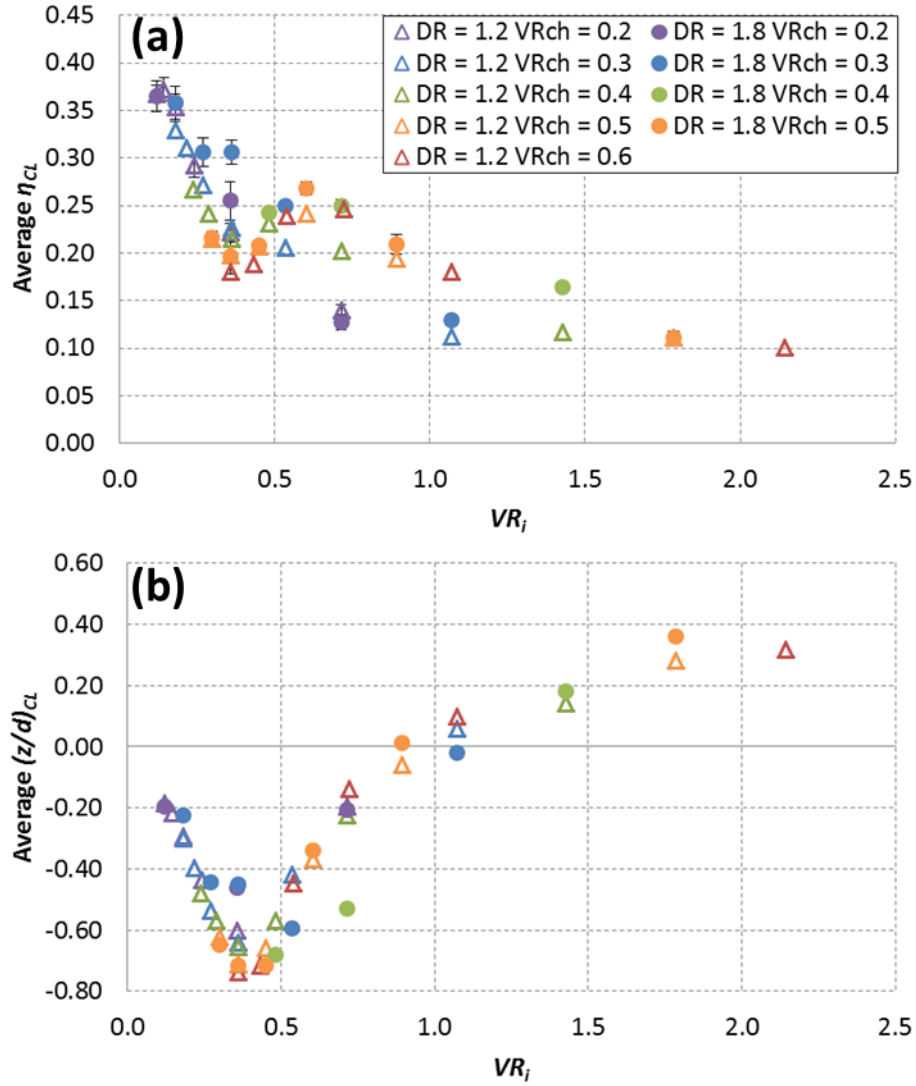 (a)
DR = 1.2 VRch = 0.2 DR = 1.8 VRch = 0.2
DR = 1.2 VRch = 0.3 DR = 1.8 VRch = 0.3
DR = 1.2 VRch = 0.4 DR = 1.8 VRch = 0.4
DR = 1.2 VRch = 0.5 DR = 1.8 VRch = 0.5
DR = 1.2 VRch = 0.6
Average ηCL
0.45
0.40
0.35
0.30
0.25
0.20
0.15
0.10
0.05
0.00
0.0 0.5 1.0 1.5 2.0 2.5
VRi
(b)
Average (z/d)CL
0.60
0.40
0.20
0.00
-0.20
-0.40
-0.60
-0.80
0.0 0.5 1.0 1.5 2.0 2.5
VRi